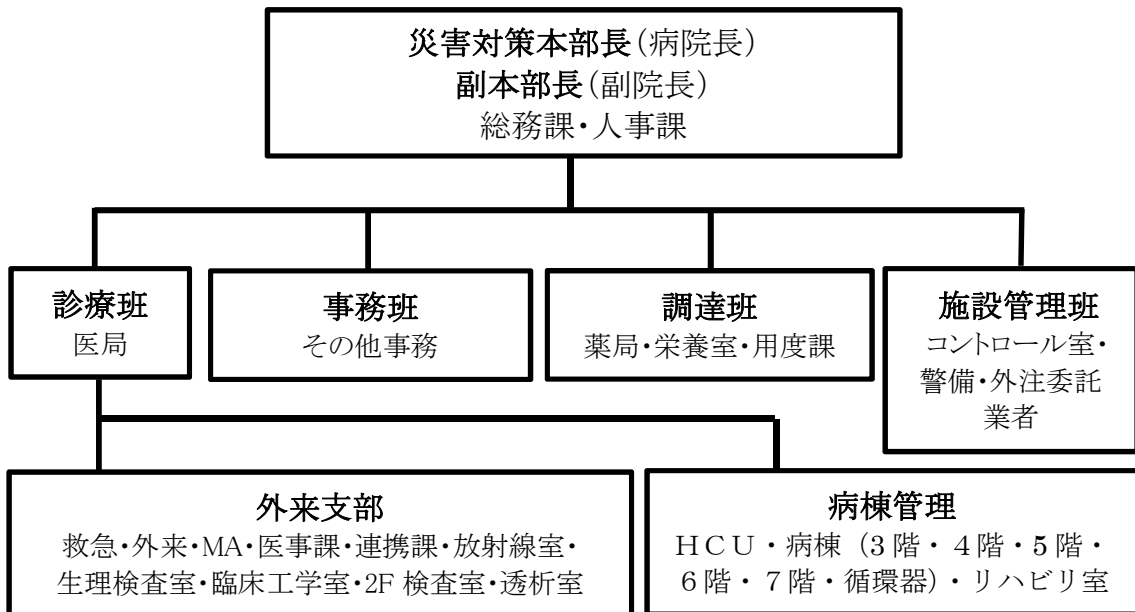 災害対策本部長(病院長)
副本部長(副院長)
総務課・人事課
診療班
医局
事務班
その他事務
調達班
薬局・栄養室・用度課
施設管理班
コントロール室・
警備・外注委託
業者
外来支部
救急・外来・MA・医事課・連携課・放射線室・
生理検査室・臨床工学室・2F 検査室・透析室
病棟管理
HCU・病棟(3階・4階・5階・
6階・7階・循環器)・リハビリ室